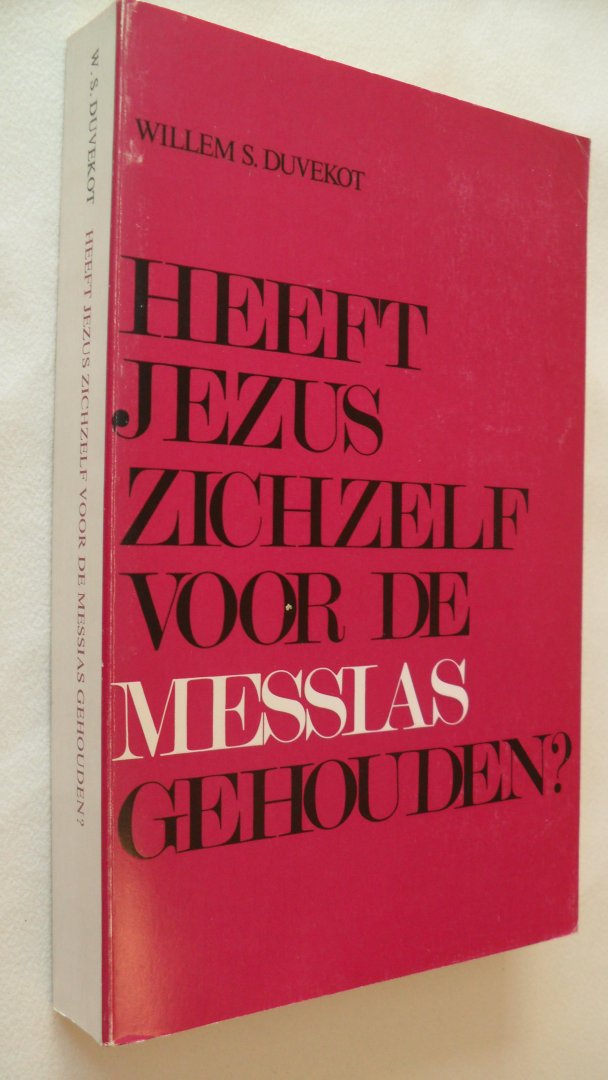 WILLEM S. DUVEKOT
HEEFT
JEZUS
ZICHZELF
VOOR DE
MESSIAS
GEHOUDEN?
W. S. DUVEKOT HEEFT JEZUS ZICHZELF VOOR DE MESSIAS GEHOUDEN?